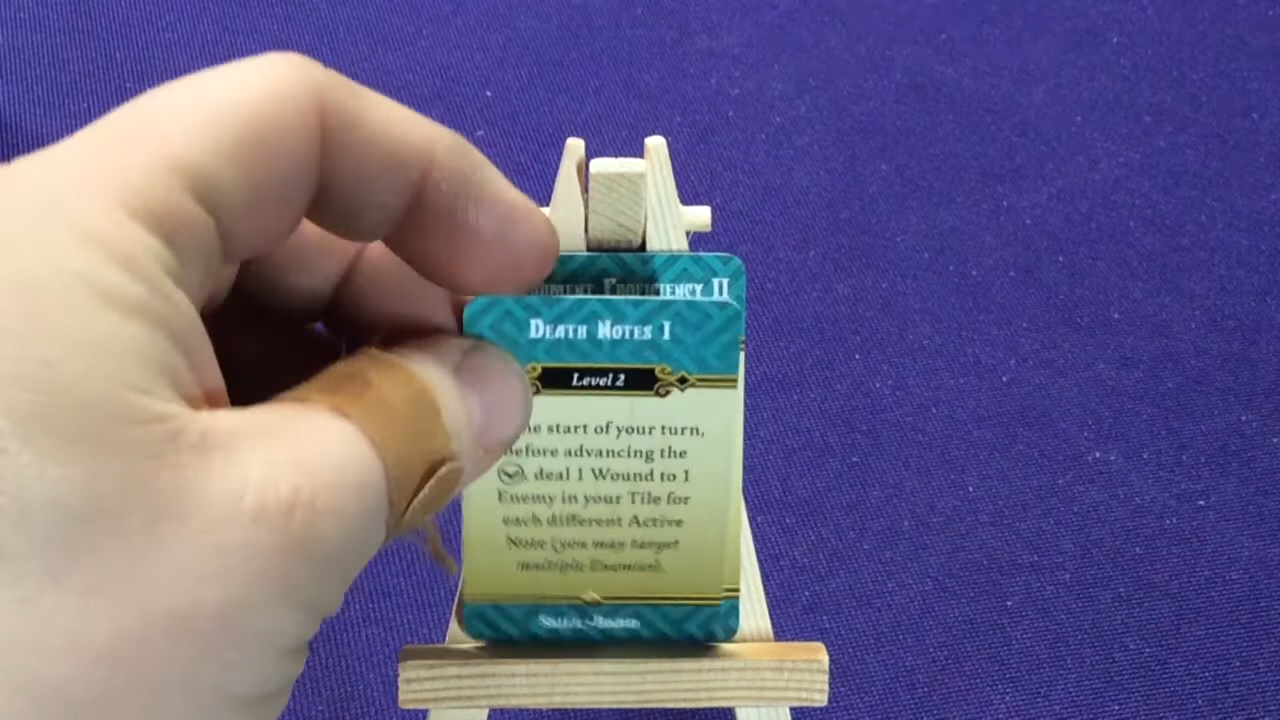 Proficiency II
Death Notes I
Level 2
start of your turn,
before advancing the
deal 1 Wound to 1
Enemy in your Tile for
each different Active
Note (you may target
multiple Enemies).